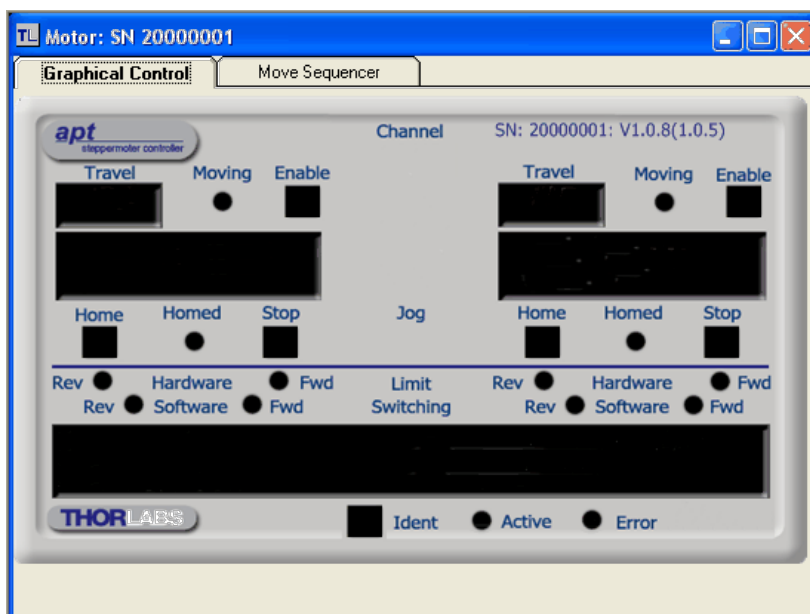 TL Motor: SN 20000001
Graphical Control Move Sequencer
apt Channel SN: 20000001: V1.0.8(1.0.5)
steppermoter controller
Travel Moving Enable Travel Moving Enable
Home Homed Stop Jog Home Homed Stop
Rev Hardware Fwd Limit Rev Hardware Fwd
Rev Software Fwd Switching Rev Software Fwd
THORLABS Ident Active Error